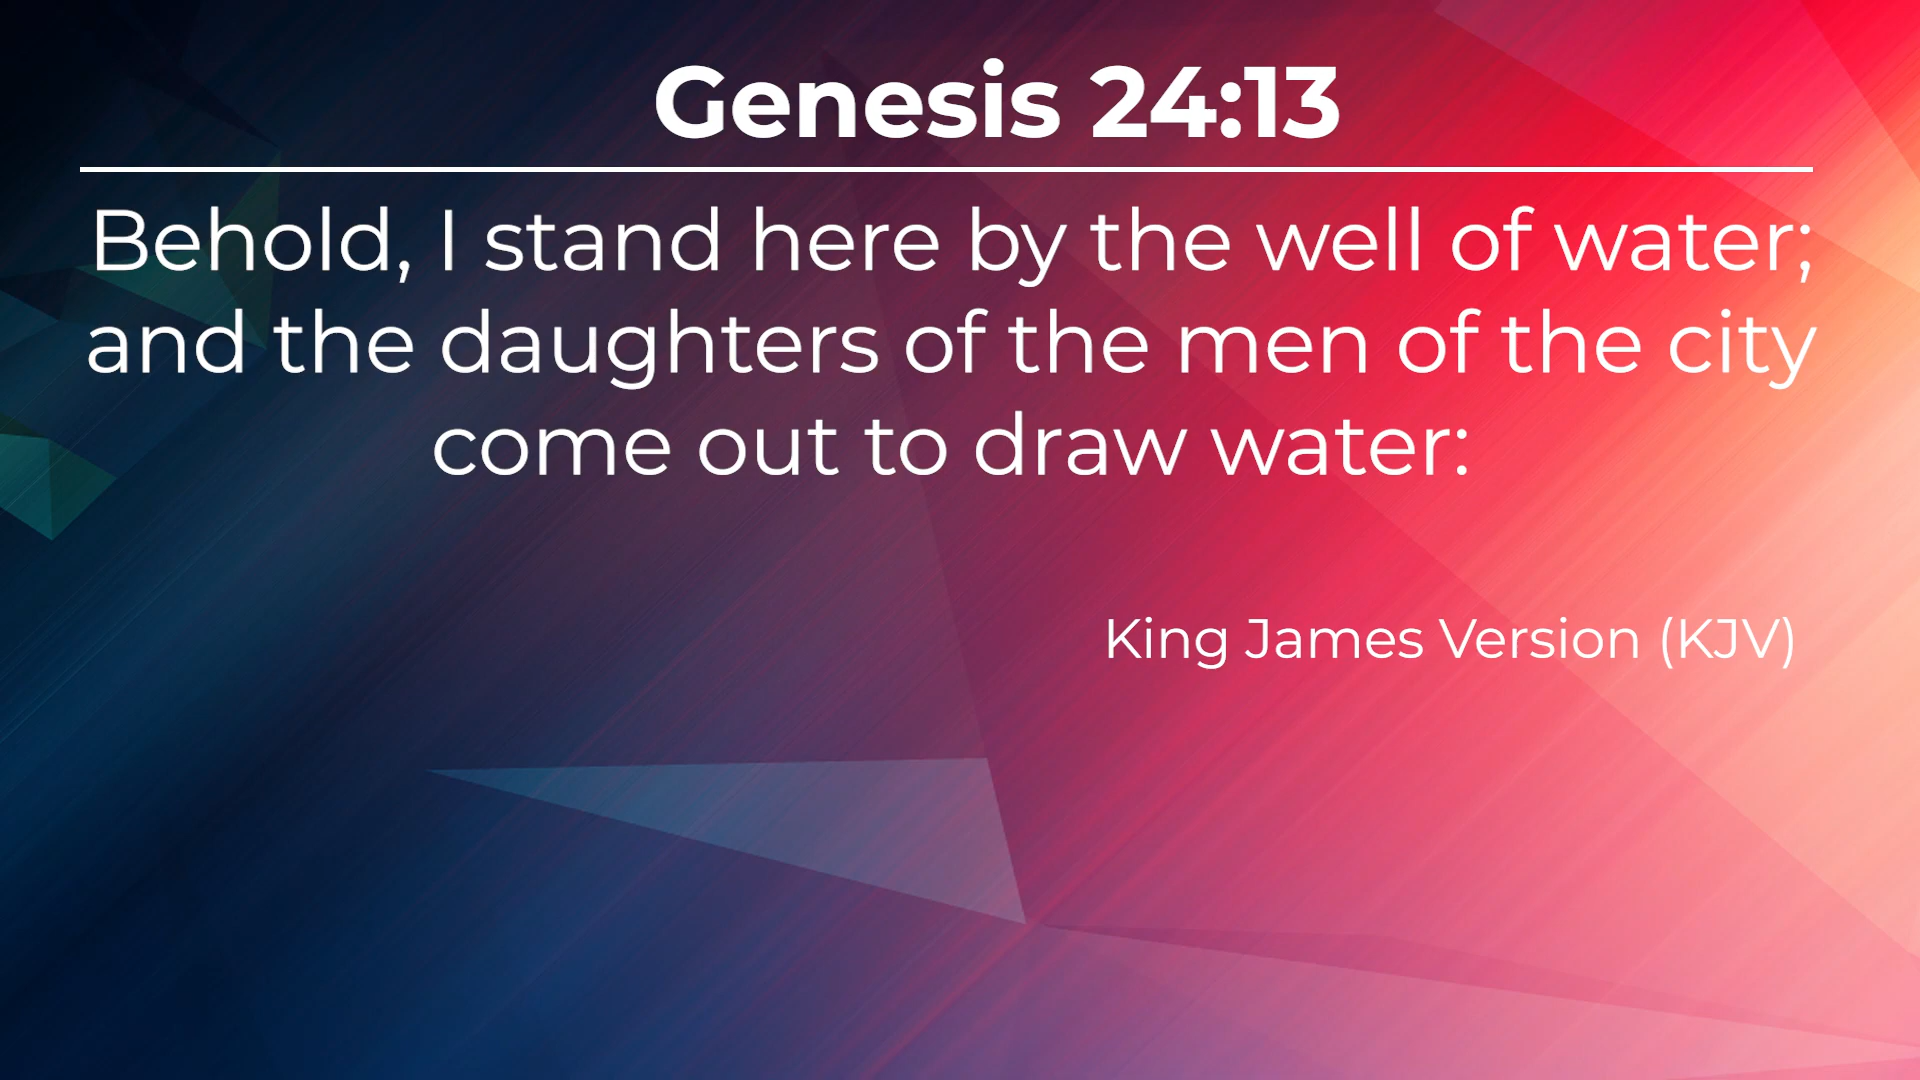 Genesis 24:13
Behold, I stand here by the well of water;
and the daughters of the men of the city
come out to draw water:
King James Version (KJV)